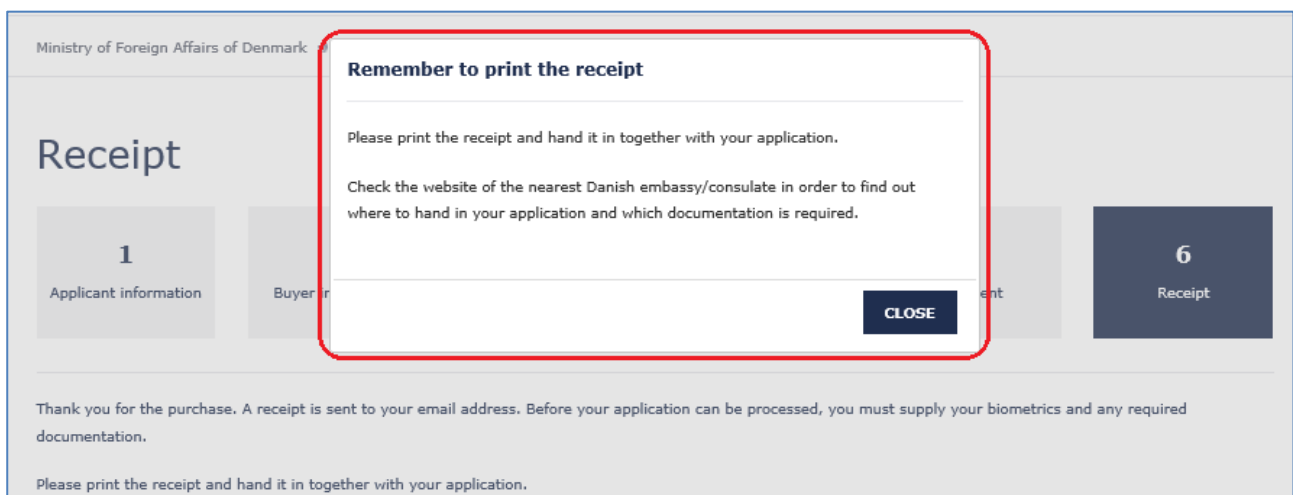 Ministry of Foreign Affairs of Denmark
Remember to print the receipt
Please print the receipt and hand it in together with your application.
Check the website of the nearest Danish embassy/consulate in order to find out
where to hand in your application and which documentation is required.
CLOSE
Receipt
1
Applicant information
Buyer
6
Receipt
Thank you for the purchase. A receipt is sent to your email address. Before your application can be processed, you must supply your biometrics and any required
documentation.
Please print the receipt and hand it in together with your application.